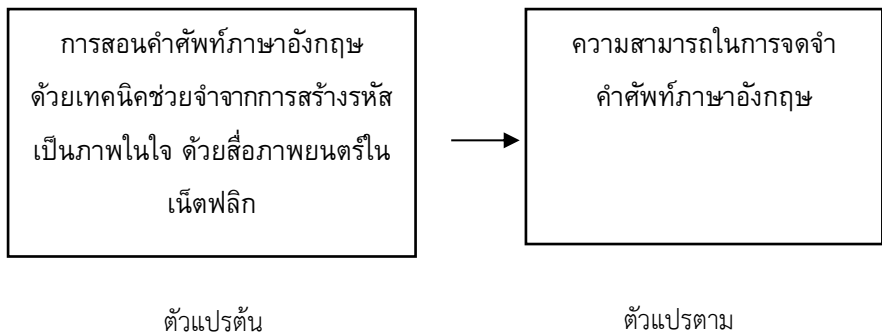 การสอนคำศัพท์ภาษาอังกฤษ
ด้วยเทคนิคช่วยจำจากการสร้างรหัส
เป็นภาพในใจ ด้วยสื่อภาพยนตร์ใน
เน็ตฟลิก
ความสามารถในการจดจำ
คำศัพท์ภาษาอังกฤษ
ตัวแปรต้น
ตัวแปรตาม